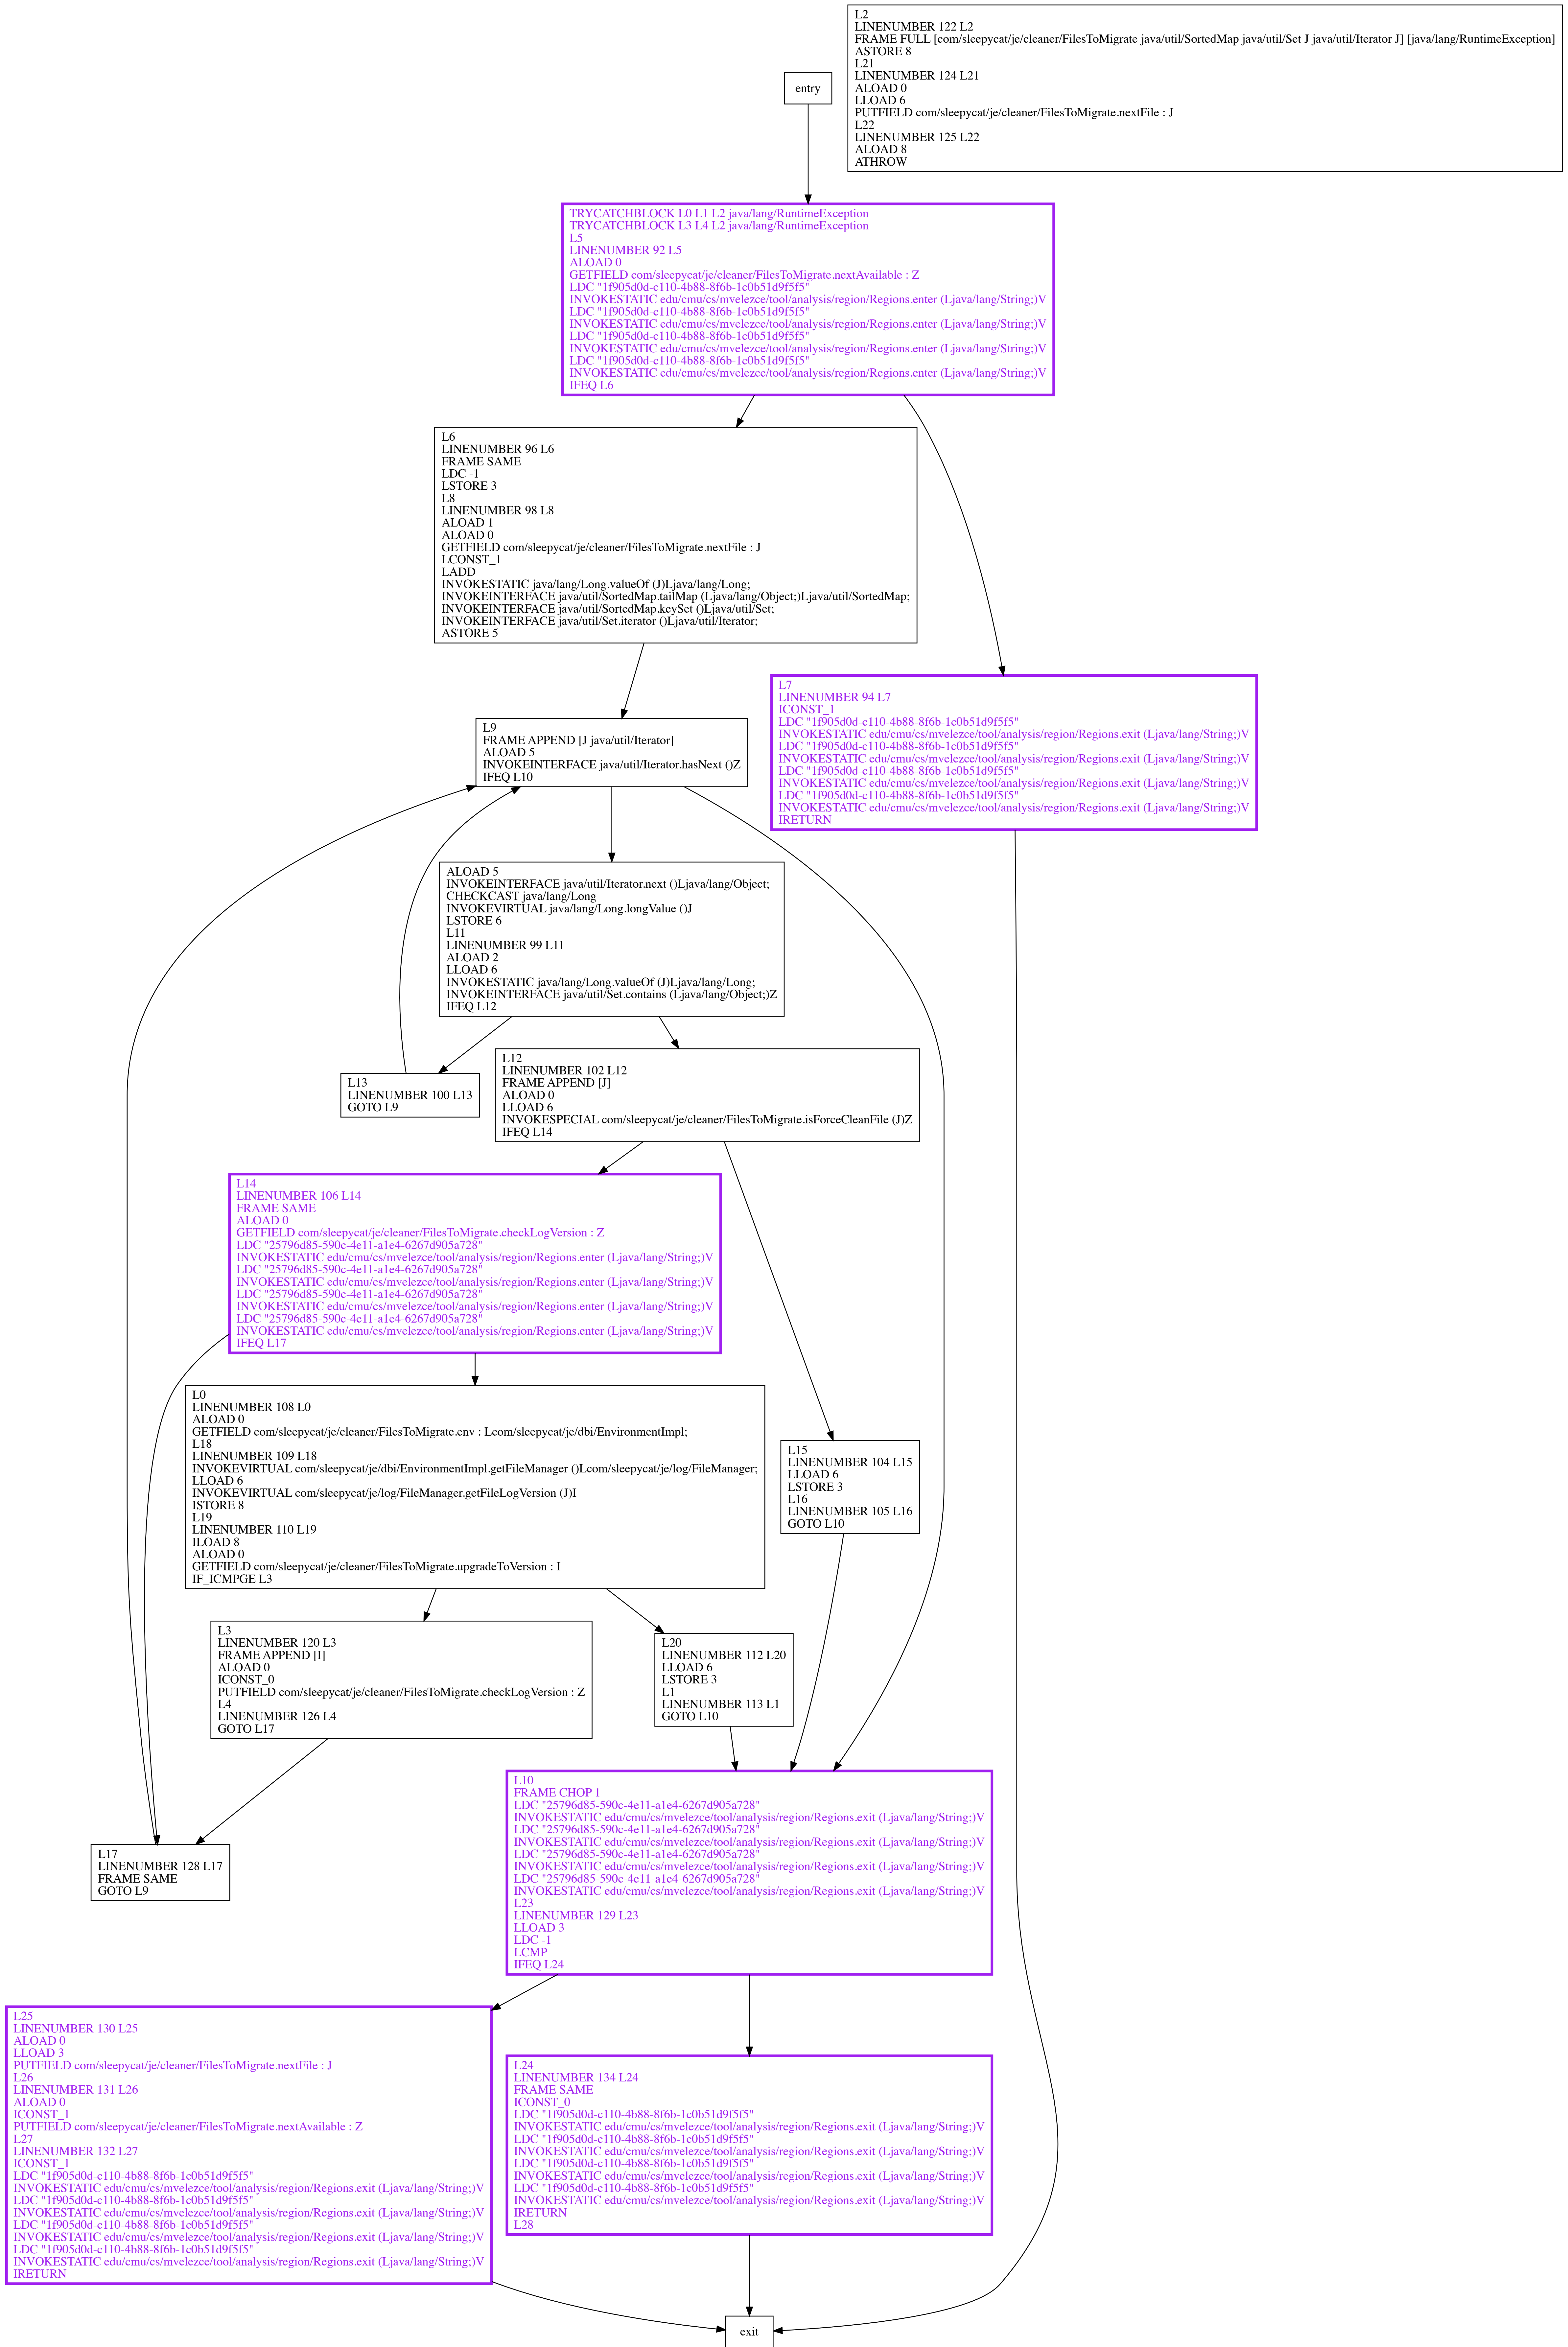 L2
LINENUMBER 122 L2
FRAME FULL [com/sleepycat/je/cleaner/FilesToMigrate java/util/SortedMap java/util/Set J java/util/Iterator J] [java/lang/RuntimeException]
ASTORE 8
L21
LINENUMBER 124 L21
ALOAD 0
LLOAD 6
PUTFIELD com/sleepycat/je/cleaner/FilesToMigrate.nextFile : J
L22
LINENUMBER 125 L22
ALOAD 8
ATHROW
entry
TRYCATCHBLOCK L0 L1 L2 java/lang/RuntimeException
TRYCATCHBLOCK L3 L4 L2 java/lang/RuntimeException
L5
LINENUMBER 92 L5
ALOAD 0
GETFIELD com/sleepycat/je/cleaner/FilesToMigrate.nextAvailable : Z
LDC "1f905d0d-c110-4b88-8f6b-1c0b51d9f5f5"
INVOKESTATIC edu/cmu/cs/mvelezce/tool/analysis/region/Regions.enter (Ljava/lang/String;)V
LDC "1f905d0d-c110-4b88-8f6b-1c0b51d9f5f5"
INVOKESTATIC edu/cmu/cs/mvelezce/tool/analysis/region/Regions.enter (Ljava/lang/String;)V
LDC "1f905d0d-c110-4b88-8f6b-1c0b51d9f5f5"
INVOKESTATIC edu/cmu/cs/mvelezce/tool/analysis/region/Regions.enter (Ljava/lang/String;)V
LDC "1f905d0d-c110-4b88-8f6b-1c0b51d9f5f5"
INVOKESTATIC edu/cmu/cs/mvelezce/tool/analysis/region/Regions.enter (Ljava/lang/String;)V
IFEQ L6
L6
LINENUMBER 96 L6
FRAME SAME
LDC -1
LSTORE 3
L8
LINENUMBER 98 L8
ALOAD 1
ALOAD 0
GETFIELD com/sleepycat/je/cleaner/FilesToMigrate.nextFile : J
LCONST_1
LADD
INVOKESTATIC java/lang/Long.valueOf (J)Ljava/lang/Long;
INVOKEINTERFACE java/util/SortedMap.tailMap (Ljava/lang/Object;)Ljava/util/SortedMap;
INVOKEINTERFACE java/util/SortedMap.keySet ()Ljava/util/Set;
INVOKEINTERFACE java/util/Set.iterator ()Ljava/util/Iterator;
ASTORE 5
L7
LINENUMBER 94 L7
ICONST_1
LDC "1f905d0d-c110-4b88-8f6b-1c0b51d9f5f5"
INVOKESTATIC edu/cmu/cs/mvelezce/tool/analysis/region/Regions.exit (Ljava/lang/String;)V
LDC "1f905d0d-c110-4b88-8f6b-1c0b51d9f5f5"
INVOKESTATIC edu/cmu/cs/mvelezce/tool/analysis/region/Regions.exit (Ljava/lang/String;)V
LDC "1f905d0d-c110-4b88-8f6b-1c0b51d9f5f5"
INVOKESTATIC edu/cmu/cs/mvelezce/tool/analysis/region/Regions.exit (Ljava/lang/String;)V
LDC "1f905d0d-c110-4b88-8f6b-1c0b51d9f5f5"
INVOKESTATIC edu/cmu/cs/mvelezce/tool/analysis/region/Regions.exit (Ljava/lang/String;)V
IRETURN
L9
FRAME APPEND [J java/util/Iterator]
ALOAD 5
INVOKEINTERFACE java/util/Iterator.hasNext ()Z
IFEQ L10
ALOAD 5
INVOKEINTERFACE java/util/Iterator.next ()Ljava/lang/Object;
CHECKCAST java/lang/Long
INVOKEVIRTUAL java/lang/Long.longValue ()J
LSTORE 6
L11
LINENUMBER 99 L11
ALOAD 2
LLOAD 6
INVOKESTATIC java/lang/Long.valueOf (J)Ljava/lang/Long;
INVOKEINTERFACE java/util/Set.contains (Ljava/lang/Object;)Z
IFEQ L12
L13
LINENUMBER 100 L13
GOTO L9
L12
LINENUMBER 102 L12
FRAME APPEND [J]
ALOAD 0
LLOAD 6
INVOKESPECIAL com/sleepycat/je/cleaner/FilesToMigrate.isForceCleanFile (J)Z
IFEQ L14
L14
LINENUMBER 106 L14
FRAME SAME
ALOAD 0
GETFIELD com/sleepycat/je/cleaner/FilesToMigrate.checkLogVersion : Z
LDC "25796d85-590c-4e11-a1e4-6267d905a728"
INVOKESTATIC edu/cmu/cs/mvelezce/tool/analysis/region/Regions.enter (Ljava/lang/String;)V
LDC "25796d85-590c-4e11-a1e4-6267d905a728"
INVOKESTATIC edu/cmu/cs/mvelezce/tool/analysis/region/Regions.enter (Ljava/lang/String;)V
LDC "25796d85-590c-4e11-a1e4-6267d905a728"
INVOKESTATIC edu/cmu/cs/mvelezce/tool/analysis/region/Regions.enter (Ljava/lang/String;)V
LDC "25796d85-590c-4e11-a1e4-6267d905a728"
INVOKESTATIC edu/cmu/cs/mvelezce/tool/analysis/region/Regions.enter (Ljava/lang/String;)V
IFEQ L17
L0
LINENUMBER 108 L0
ALOAD 0
GETFIELD com/sleepycat/je/cleaner/FilesToMigrate.env : Lcom/sleepycat/je/dbi/EnvironmentImpl;
L18
LINENUMBER 109 L18
INVOKEVIRTUAL com/sleepycat/je/dbi/EnvironmentImpl.getFileManager ()Lcom/sleepycat/je/log/FileManager;
LLOAD 6
INVOKEVIRTUAL com/sleepycat/je/log/FileManager.getFileLogVersion (J)I
ISTORE 8
L19
LINENUMBER 110 L19
ILOAD 8
ALOAD 0
GETFIELD com/sleepycat/je/cleaner/FilesToMigrate.upgradeToVersion : I
IF_ICMPGE L3
L15
LINENUMBER 104 L15
LLOAD 6
LSTORE 3
L16
LINENUMBER 105 L16
GOTO L10
L3
LINENUMBER 120 L3
FRAME APPEND [I]
ALOAD 0
ICONST_0
PUTFIELD com/sleepycat/je/cleaner/FilesToMigrate.checkLogVersion : Z
L4
LINENUMBER 126 L4
GOTO L17
L20
LINENUMBER 112 L20
LLOAD 6
LSTORE 3
L1
LINENUMBER 113 L1
GOTO L10
L10
FRAME CHOP 1
LDC "25796d85-590c-4e11-a1e4-6267d905a728"
INVOKESTATIC edu/cmu/cs/mvelezce/tool/analysis/region/Regions.exit (Ljava/lang/String;)V
LDC "25796d85-590c-4e11-a1e4-6267d905a728"
INVOKESTATIC edu/cmu/cs/mvelezce/tool/analysis/region/Regions.exit (Ljava/lang/String;)V
LDC "25796d85-590c-4e11-a1e4-6267d905a728"
INVOKESTATIC edu/cmu/cs/mvelezce/tool/analysis/region/Regions.exit (Ljava/lang/String;)V
LDC "25796d85-590c-4e11-a1e4-6267d905a728"
INVOKESTATIC edu/cmu/cs/mvelezce/tool/analysis/region/Regions.exit (Ljava/lang/String;)V
L23
LINENUMBER 129 L23
LLOAD 3
LDC -1
LCMP
IFEQ L24
L17
LINENUMBER 128 L17
FRAME SAME
GOTO L9
L25
LINENUMBER 130 L25
ALOAD 0
LLOAD 3
PUTFIELD com/sleepycat/je/cleaner/FilesToMigrate.nextFile : J
L26
LINENUMBER 131 L26
ALOAD 0
ICONST_1
PUTFIELD com/sleepycat/je/cleaner/FilesToMigrate.nextAvailable : Z
L27
LINENUMBER 132 L27
ICONST_1
LDC "1f905d0d-c110-4b88-8f6b-1c0b51d9f5f5"
INVOKESTATIC edu/cmu/cs/mvelezce/tool/analysis/region/Regions.exit (Ljava/lang/String;)V
LDC "1f905d0d-c110-4b88-8f6b-1c0b51d9f5f5"
INVOKESTATIC edu/cmu/cs/mvelezce/tool/analysis/region/Regions.exit (Ljava/lang/String;)V
LDC "1f905d0d-c110-4b88-8f6b-1c0b51d9f5f5"
INVOKESTATIC edu/cmu/cs/mvelezce/tool/analysis/region/Regions.exit (Ljava/lang/String;)V
LDC "1f905d0d-c110-4b88-8f6b-1c0b51d9f5f5"
INVOKESTATIC edu/cmu/cs/mvelezce/tool/analysis/region/Regions.exit (Ljava/lang/String;)V
IRETURN
L24
LINENUMBER 134 L24
FRAME SAME
ICONST_0
LDC "1f905d0d-c110-4b88-8f6b-1c0b51d9f5f5"
INVOKESTATIC edu/cmu/cs/mvelezce/tool/analysis/region/Regions.exit (Ljava/lang/String;)V
LDC "1f905d0d-c110-4b88-8f6b-1c0b51d9f5f5"
INVOKESTATIC edu/cmu/cs/mvelezce/tool/analysis/region/Regions.exit (Ljava/lang/String;)V
LDC "1f905d0d-c110-4b88-8f6b-1c0b51d9f5f5"
INVOKESTATIC edu/cmu/cs/mvelezce/tool/analysis/region/Regions.exit (Ljava/lang/String;)V
LDC "1f905d0d-c110-4b88-8f6b-1c0b51d9f5f5"
INVOKESTATIC edu/cmu/cs/mvelezce/tool/analysis/region/Regions.exit (Ljava/lang/String;)V
IRETURN
L28
exit